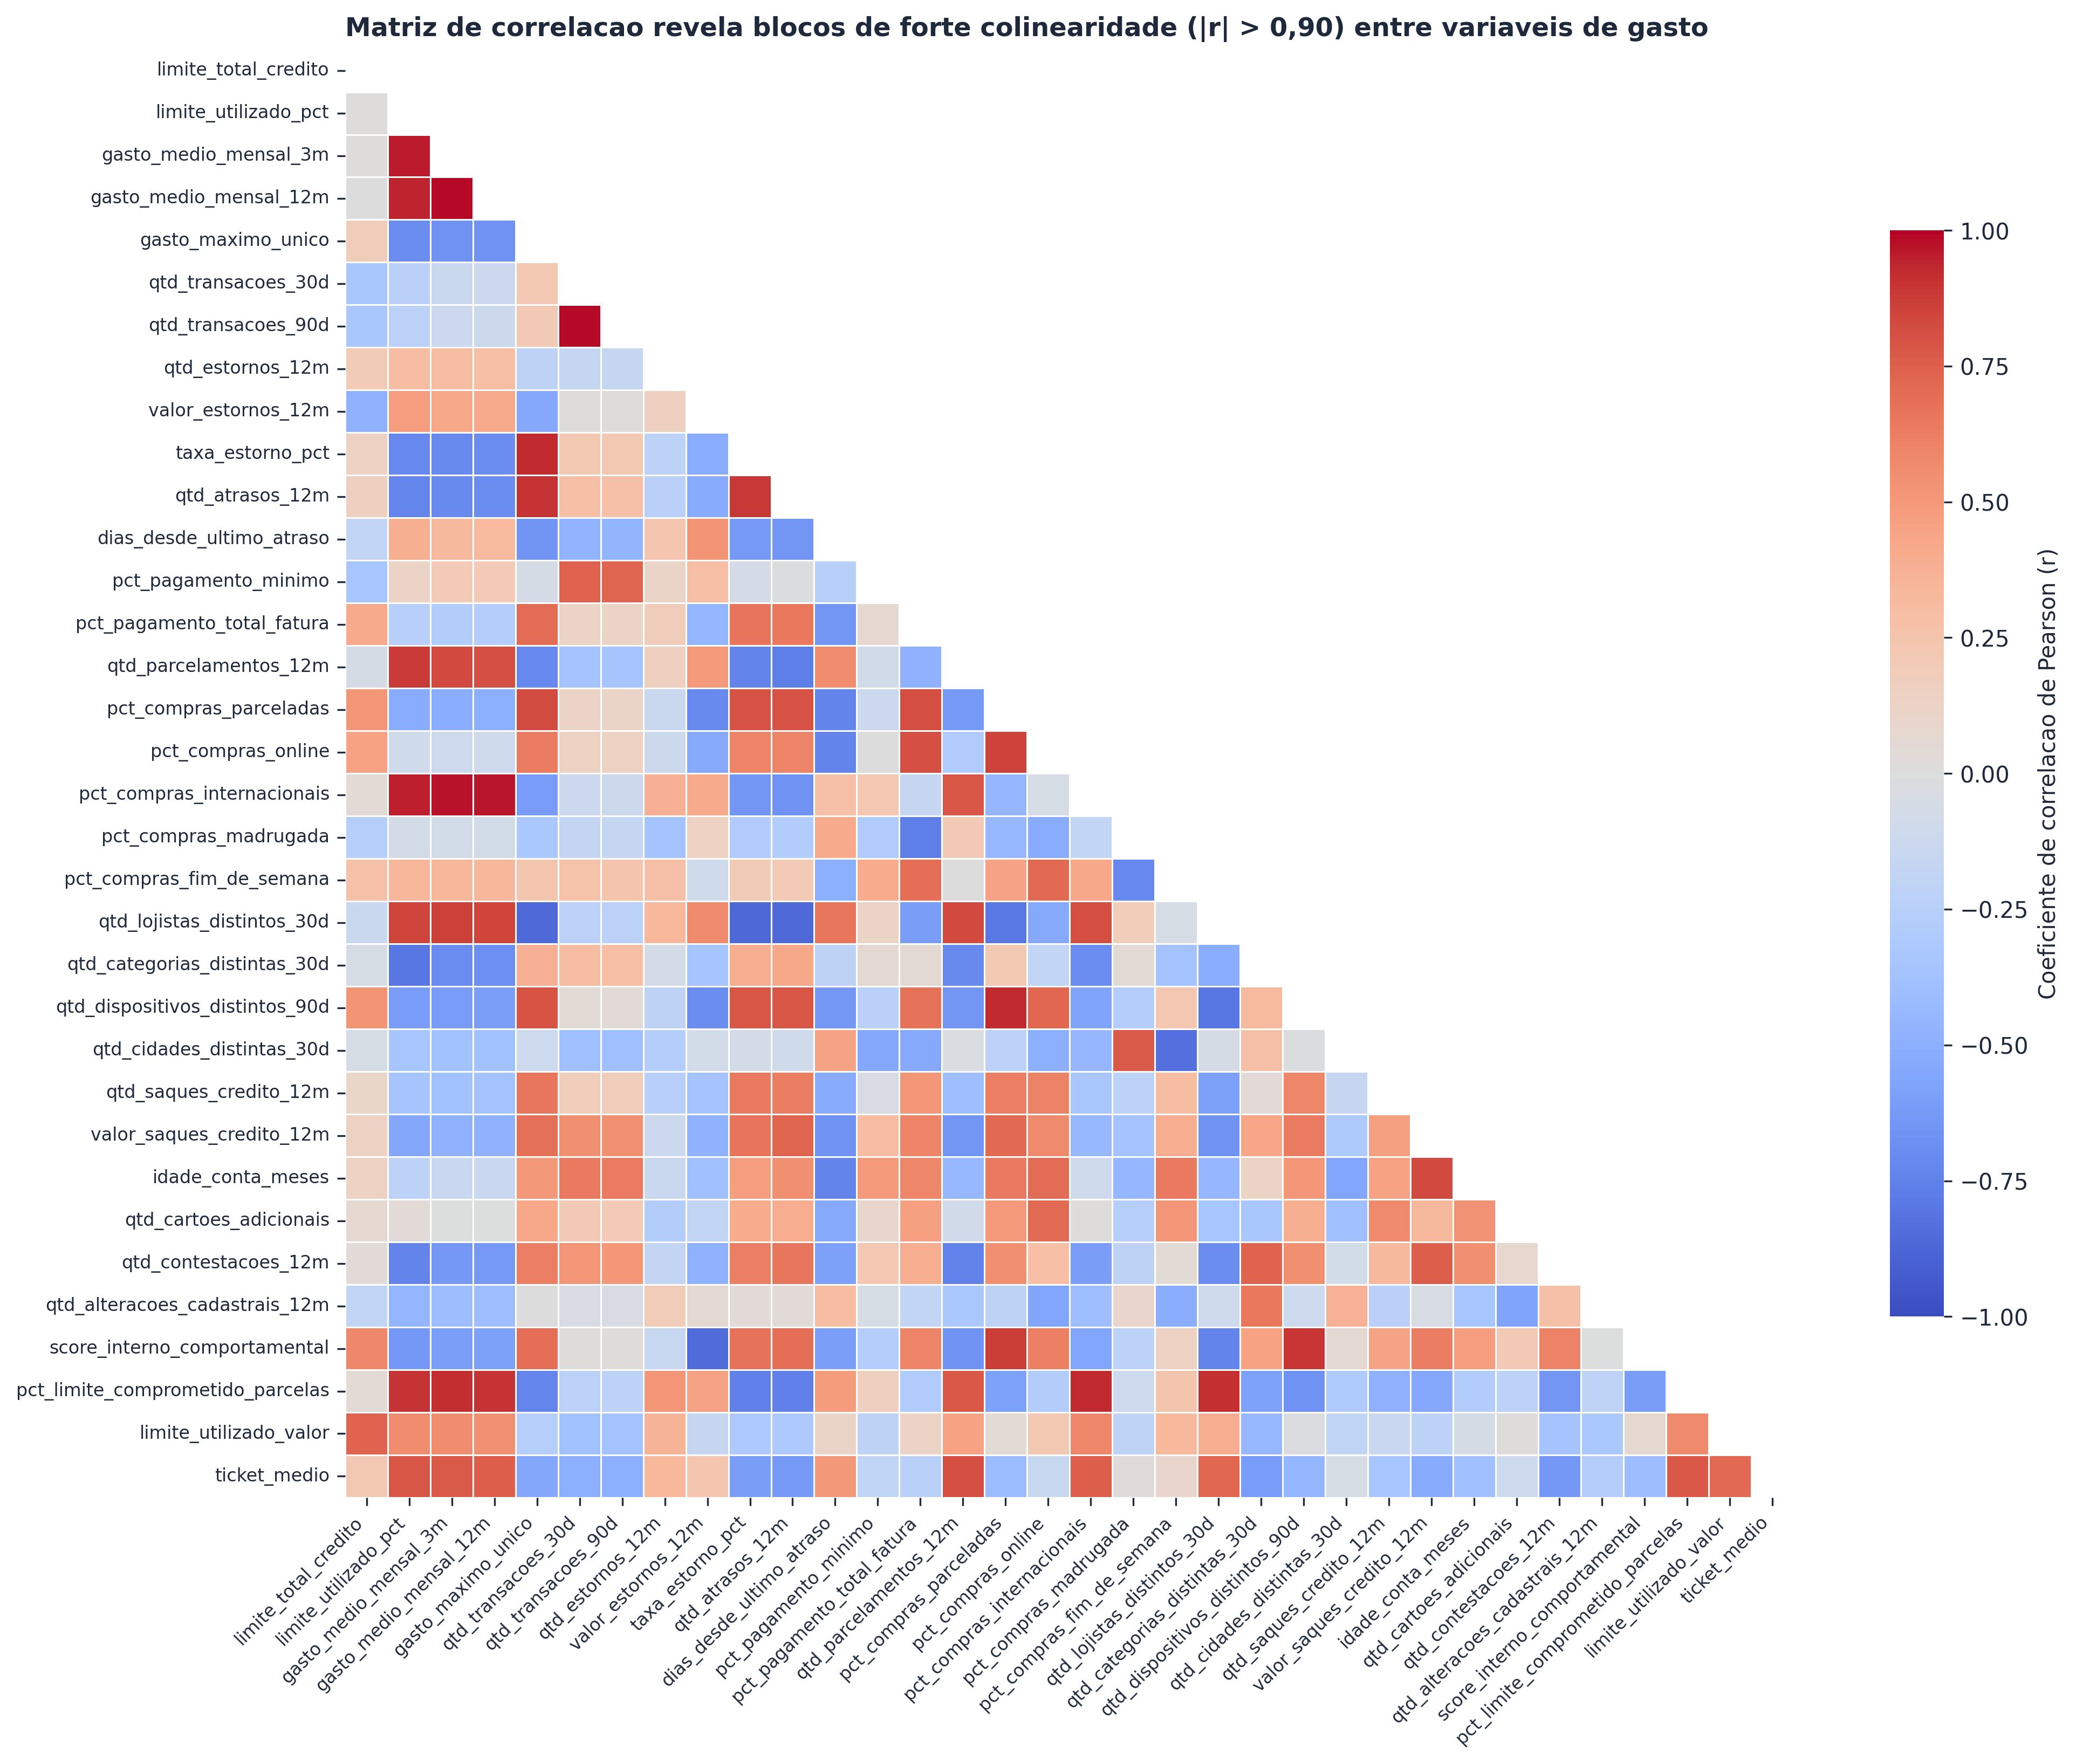 Matriz de correlacao revela blocos de forte colinearidade (|r| > 0,90) entre variaveis de gasto
limite_total_credito
limite_utilizado_pct
gasto_medio_mensal_3m
gasto_medio_mensal_12m
gasto_maximo_unico
qtd_transacoes_30d
qtd_transacoes_90d
qtd_estornos_12m
valor_estornos_12m
taxa_estorno_pct
qtd_atrasos_12m
dias_desde_ultimo_atraso
pct_pagamento_minimo
pct_pagamento_total_fatura
qtd_parcelamentos_12m
pct_compras_parceladas
pct_compras_online
pct_compras_internacionais
pct_compras_madrugada
pct_compras_fim_de_semana
qtd_lojistas_distintos_30d
qtd_categorias_distintas_30d
qtd_dispositivos_distintos_90d
qtd_cidades_distintas_30d
qtd_saques_credito_12m
valor_saques_credito_12m
idade_conta_meses
qtd_cartoes_adicionais
qtd_contestacoes_12m
qtd_alteracoes_cadastrais_12m
score_interno_comportamental
pct_limite_comprometido_parcelas
limite_utilizado_valor
ticket_medio
limite_total_credito
limite_utilizado_pct
gasto_medio_mensal_3m
gasto_medio_mensal_12m
gasto_maximo_unico
qtd_transacoes_30d
qtd_transacoes_90d
qtd_estornos_12m
valor_estornos_12m
taxa_estorno_pct
qtd_atrasos_12m
dias_desde_ultimo_atraso
pct_pagamento_minimo
pct_pagamento_total_fatura
qtd_parcelamentos_12m
pct_compras_parceladas
pct_compras_online
pct_compras_internacionais
pct_compras_madrugada
pct_compras_fim_de_semana
qtd_lojistas_distintos_30d
qtd_categorias_distintas_30d
qtd_dispositivos_distintos_90d
qtd_cidades_distintas_30d
qtd_saques_credito_12m
valor_saques_credito_12m
idade_conta_meses
qtd_cartoes_adicionais
qtd_contestacoes_12m
qtd_alteracoes_cadastrais_12m
score_interno_comportamental
pct_limite_comprometido_parcelas
limite_utilizado_valor
ticket_medio
1.00
0.75
0.50
0.25
0.00
−0.25
−0.50
−0.75
−1.00
Coeficiente de correlacao de Pearson (r)